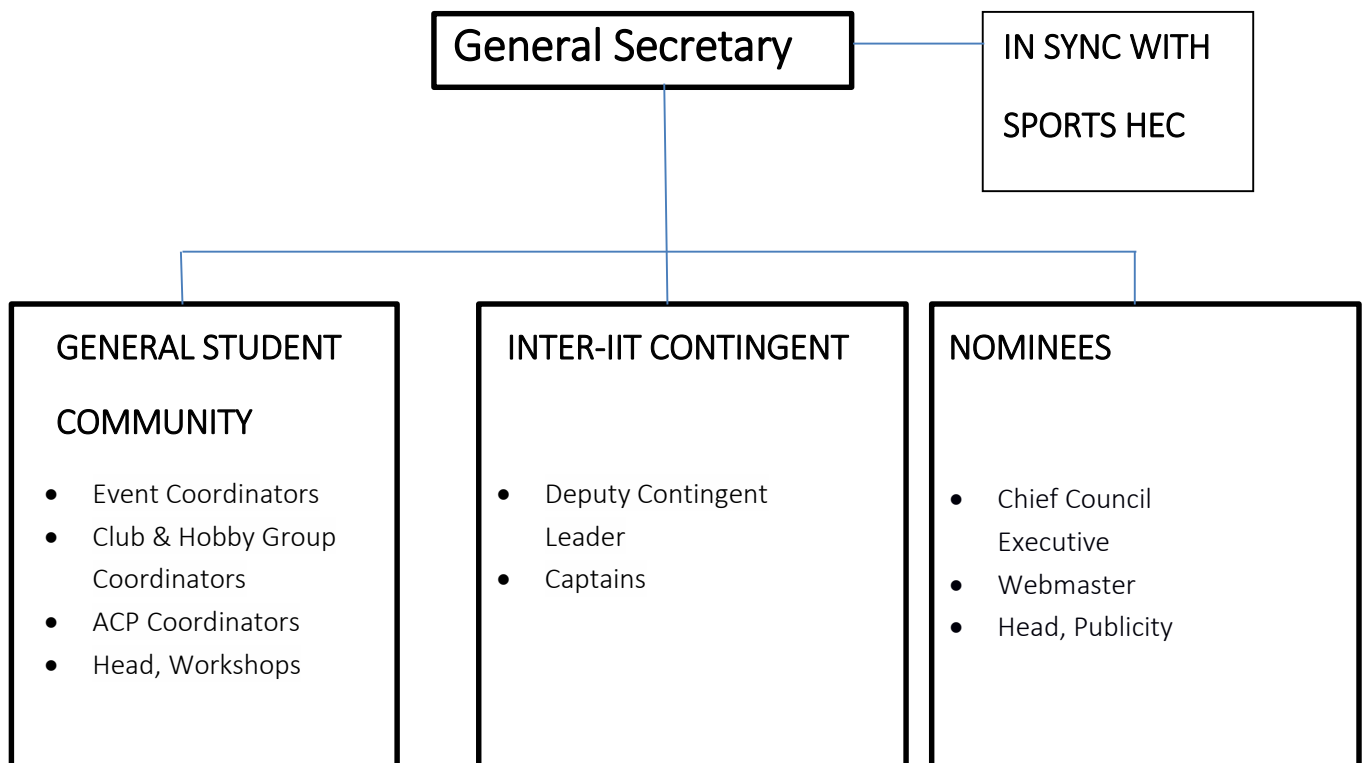 General Secretary
IN SYNC WITH
SPORTS HEC
GENERAL STUDENT
COMMUNITY
• Event Coordinators
• Club & Hobby Group
Coordinators
• ACP Coordinators
• Head, Workshops
INTER-IIT CONTINGENT
• Deputy Contingent
Leader
• Captains
NOMINEES
• Chief Council
Executive
• Webmaster
• Head, Publicity